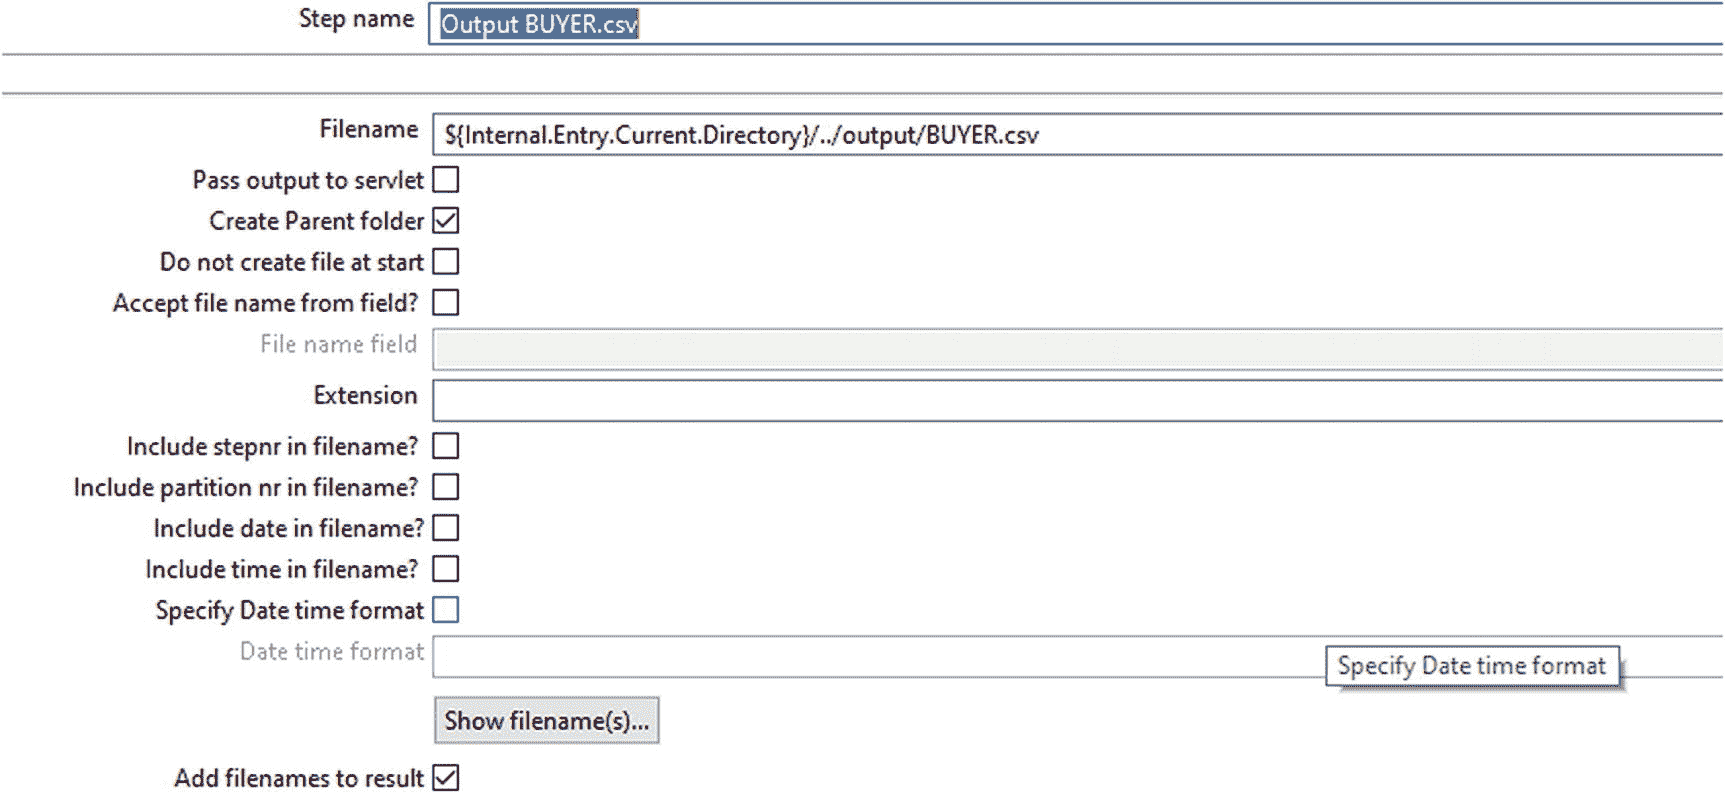 Step name Output BUYER.csv
Filename ${Internal.Entry.Current.Directory}/../output/BUYER.csv
Pass output to servlet
Create Parent folder
Do not create file at start
Accept file name from field?
File name field
Extension
Include stepnr in filename?
Include partition nr in filename?
Include date in filename?
Include time in filename?
Specify Date time format
Date time format
Specify Date time format
Show filename(s)...
Add filenames to result